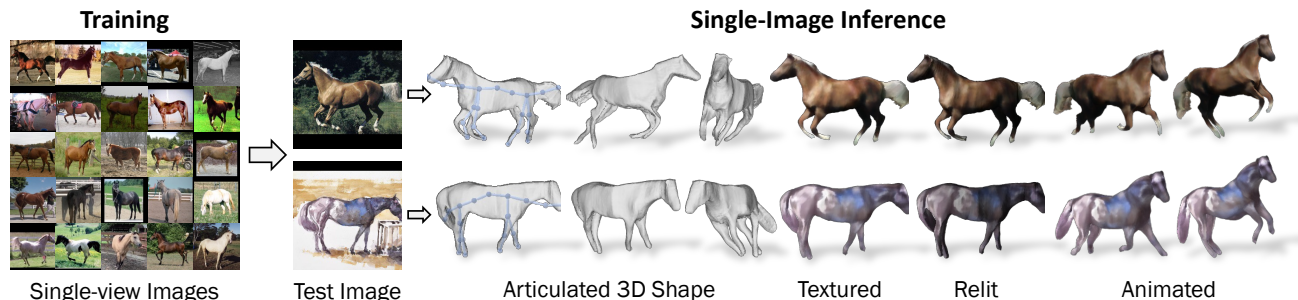 Training
Single-Image Inference
Single-view Images
Test Image
Articulated 3D Shape
Textured
Relit
Animated